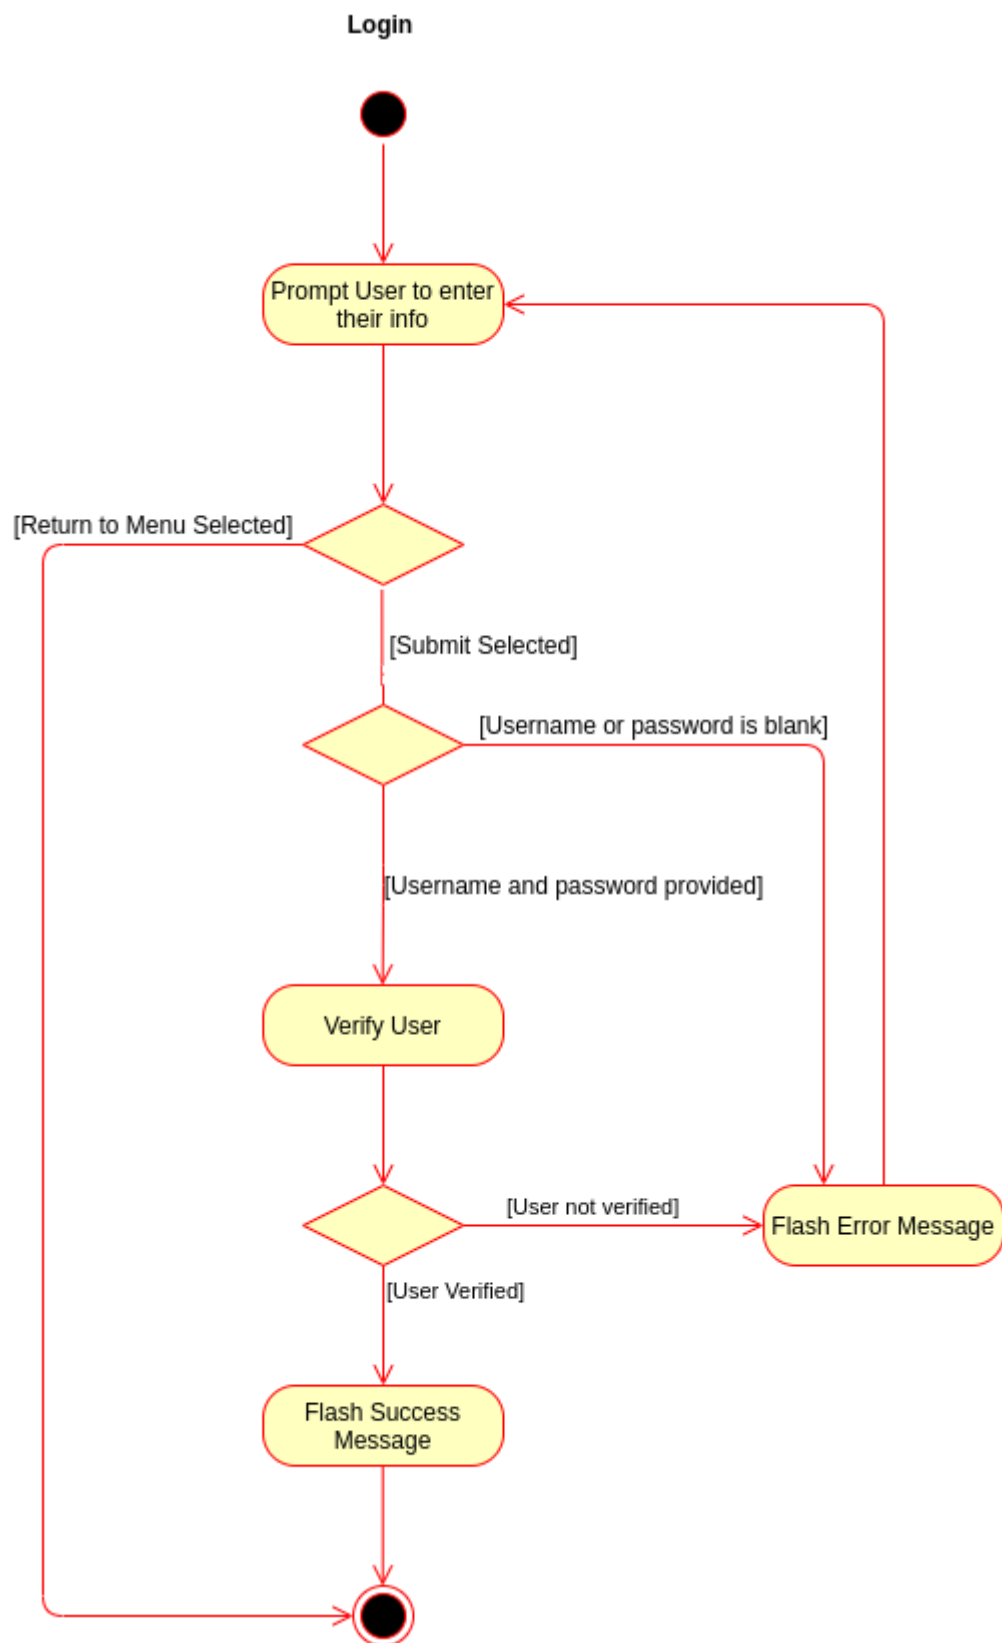 Login
Prompt User to enter
their info
[Return to Menu Selected]
[Submit Selected]
[Username or password is blank]
[Username and password provided]
Verify User
[User not verified]
Flash Error Message
[User Verified]
Flash Success
Message